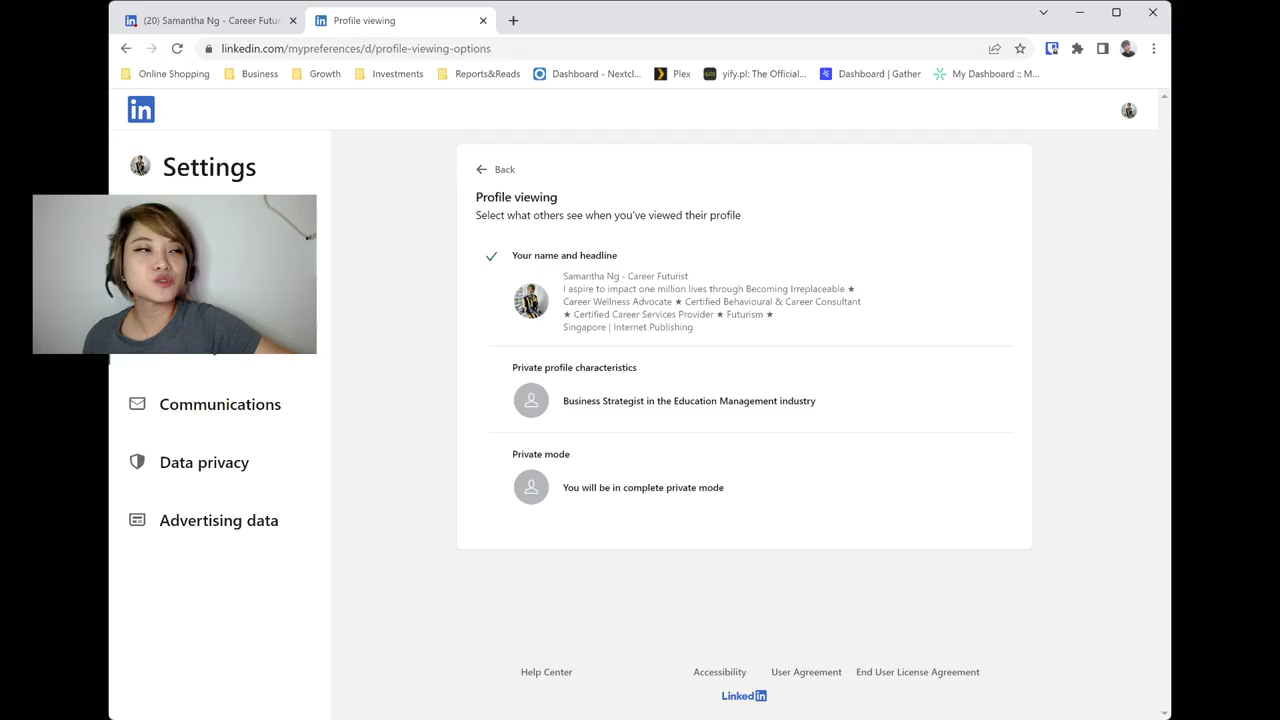 (20) Samantha Ng - Career Futur
Profile viewing
linkedin.com/mypreferences/d/profile-viewing-options
Online Shopping
Business
Growth
Investments
Reports&Reads
Dashboard - Nextcl...
Plex
yify.pl: The Official...
Dashboard | Gather
My Dashboard :: M...
in
Settings
Back
Profile viewing
Select what others see when you've viewed their profile
Your name and headline
Samantha Ng - Career Futurist
I aspire to impact one million lives through Becoming Irreplaceable ★
Career Wellness Advocate ★ Certified Behavioural & Career Consultant
★ Certified Career Services Provider ★ Futurism ★
Singapore | Internet Publishing
Private profile characteristics
Business Strategist in the Education Management industry
Private mode
You will be in complete private mode
Communications
Data privacy
Advertising data
Help Center
Accessibility
User Agreement
End User License Agreement
Linked in